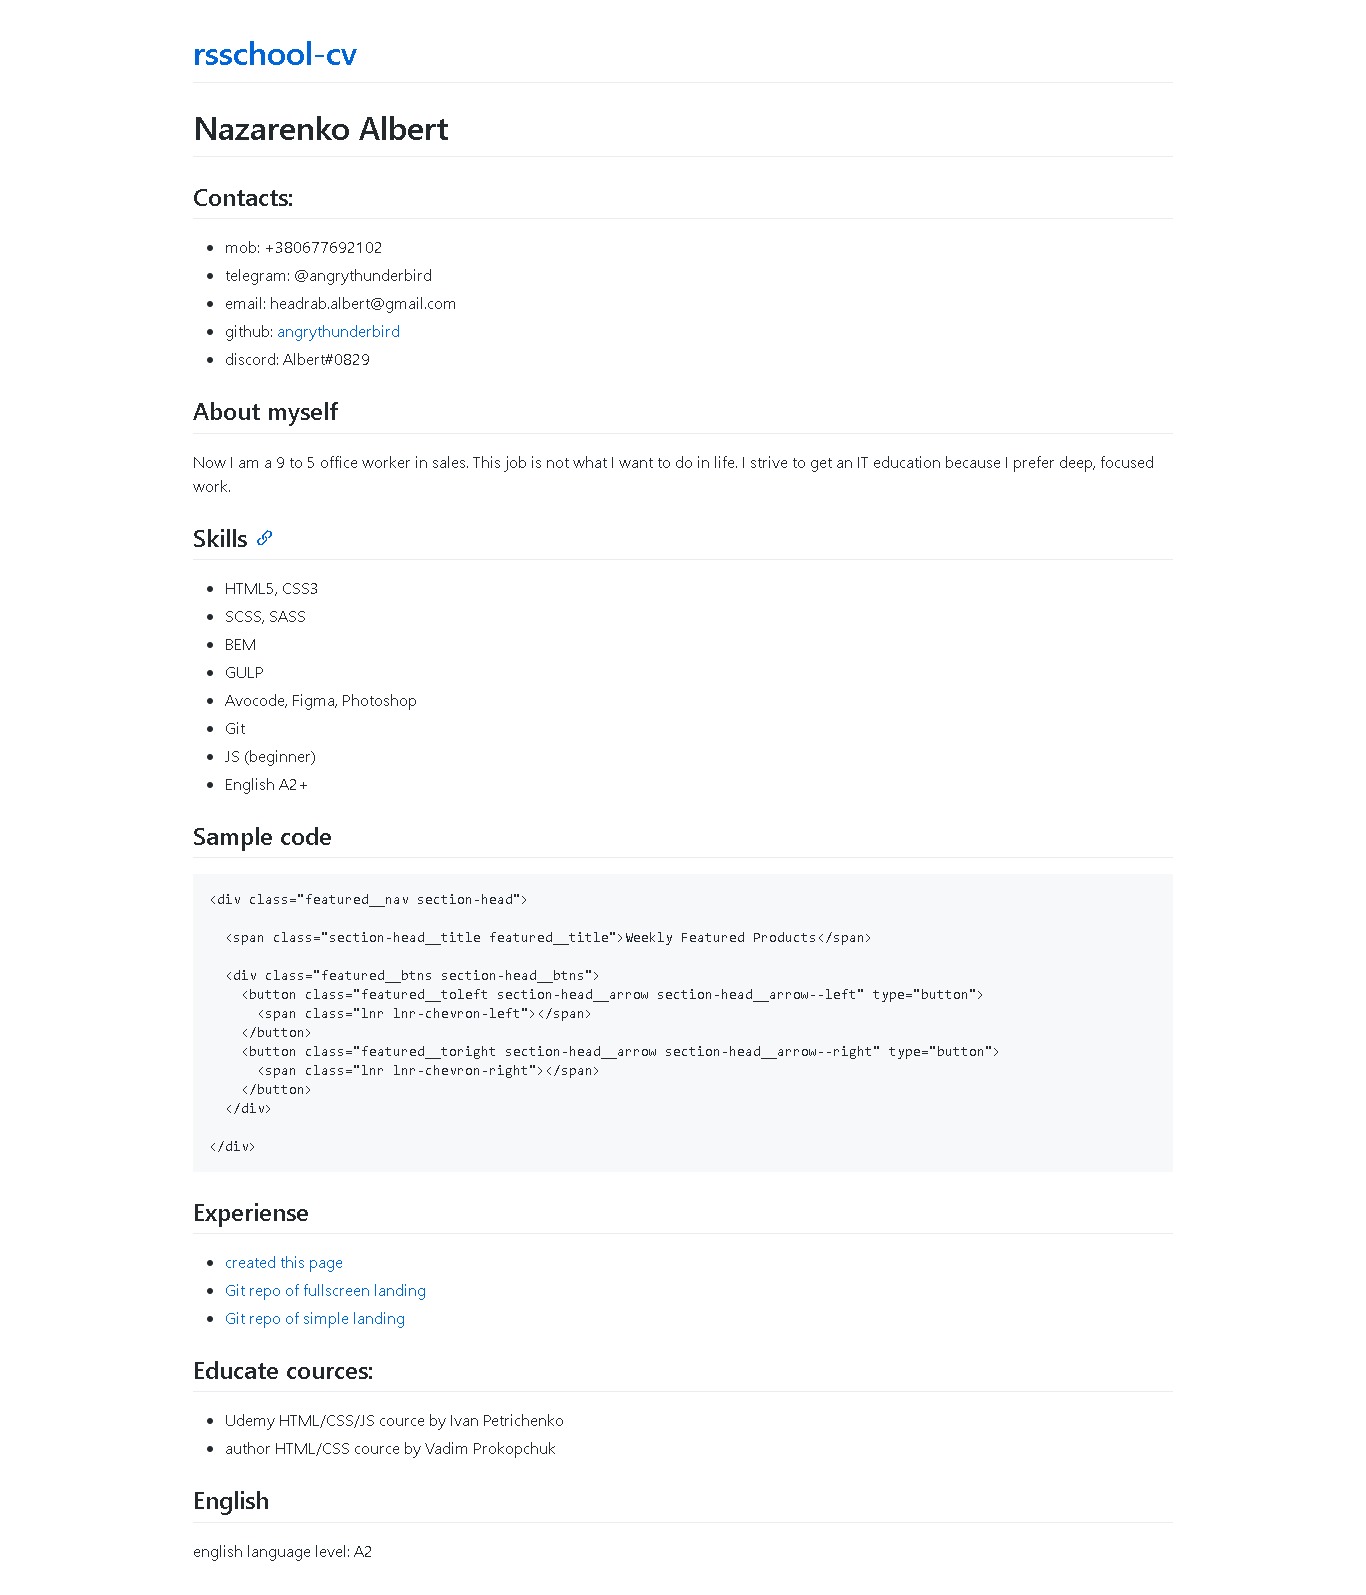 rsschool-cv
Nazarenko Albert
Contacts:
mob: +380677692102
telegram: @angrythunderbird
email: headrab.albert@gmail.com
github: angrythunderbird
discord: Albert#0829
About myself
Now I am a 9 to 5 office worker in sales. This job is not what I want to do in life. I strive to get an IT education because I prefer deep, focused
work.
Skills
HTML5, CSS3
SCSS, SASS
BEM
GULP
Avocode, Figma, Photoshop
Git
JS (beginner)
English A2+
Sample code
<div class="featured__nav section-head">
<span class="section-head__title featured__title">Weekly Featured Products</span>
<div class="featured__btns section-head__btns">
<button class="featured__toleft section-head__arrow section-head__arrow--left" type="button">
<span class="lnr lnr-chevron-left"></span>
</button>
<button class="featured__toright section-head__arrow section-head__arrow--right" type="button">
<span class="lnr lnr-chevron-right"></span>
</button>
</div>
</div>
Experiense
created this page
Git repo of fullscreen landing
Git repo of simple landing
Educate cources:
Udemy HTML/CSS/JS cource by Ivan Petrichenko
author HTML/CSS cource by Vadim Prokopchuk
English
english language level: A2